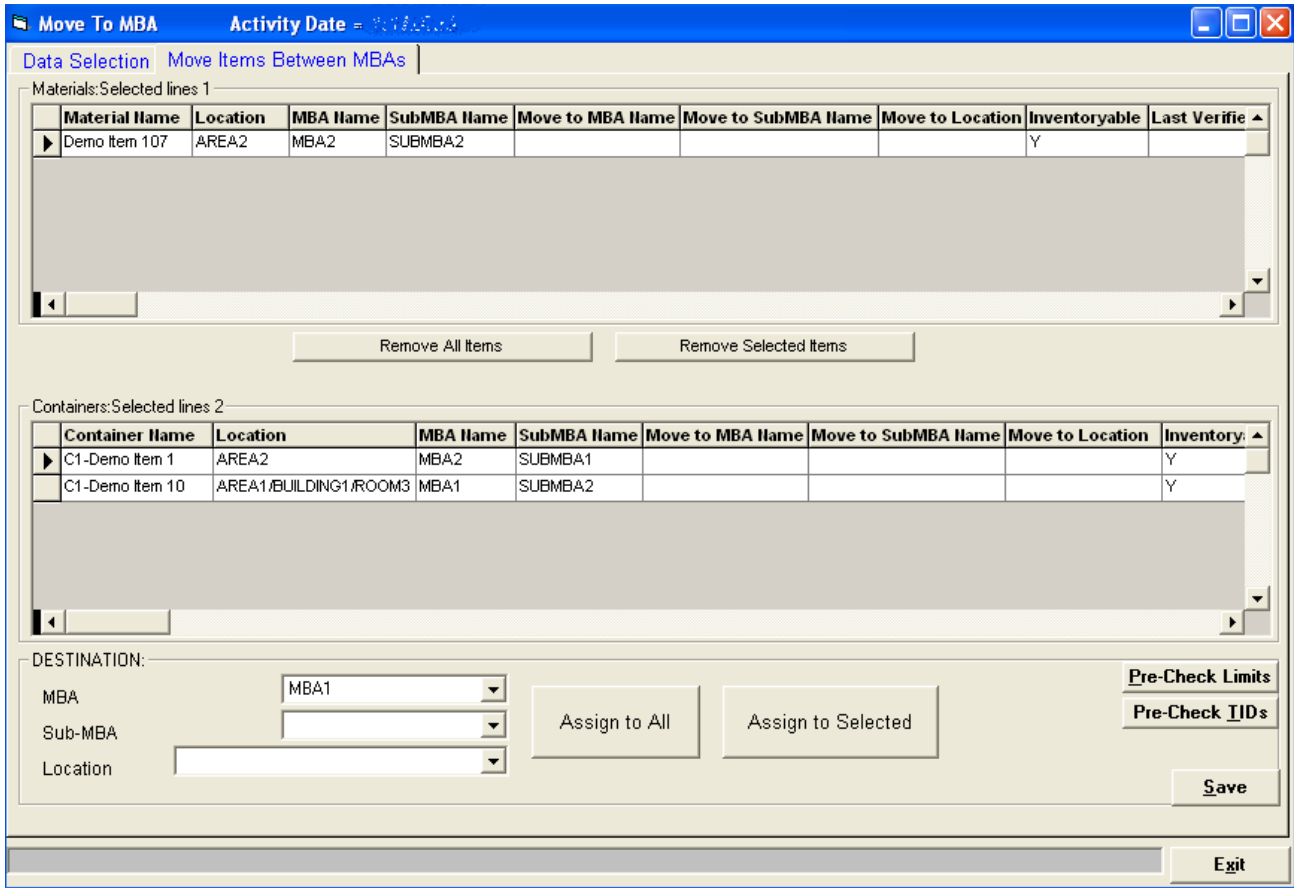 Move To MBA Activity Date =
Data Selection Move Items Between MBAs
Materials:Selected lines 1
Material Name Location MBA Name SubMBA Name Move to MBA Name Move to SubMBA Name Move to Location Inventoryable Last Verifie
Demo Item 107 AREA2 MBA2 SUBMBA2 Y
Remove All Items Remove Selected Items
Containers:Selected lines 2
Container Name Location MBA Name SubMBA Name Move to MBA Name Move to SubMBA Name Move to Location Inventory
C1-Demo Item 1 AREA2 MBA2 SUBMBA1 Y
C1-Demo Item 10 AREA1/BUILDING1/ROOM3 MBA1 SUBMBA2 Y
DESTINATION:
MBA MBA1
Sub-MBA
Location
Assign to All Assign to Selected
Pre-Check Limits
Pre-Check TIDs
Save
Exit